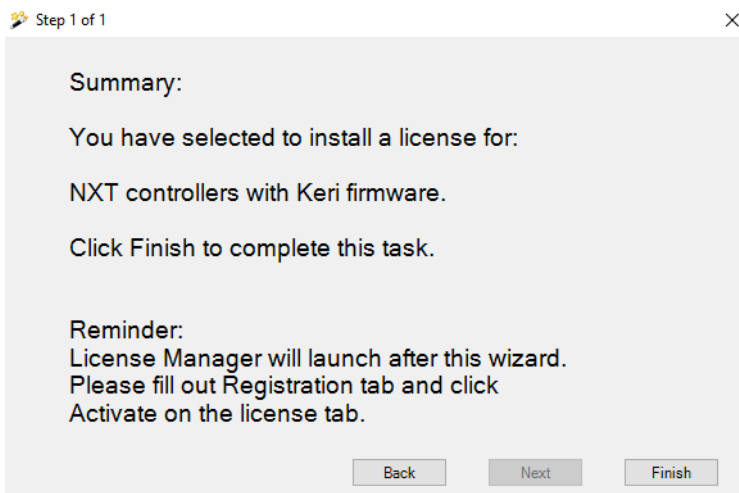 Step 1 of 1
Summary:
You have selected to install a license for:
NXT controllers with Keri firmware.
Click Finish to complete this task.
Reminder:
License Manager will launch after this wizard.
Please fill out Registration tab and click
Activate on the license tab.
Back Next Finish